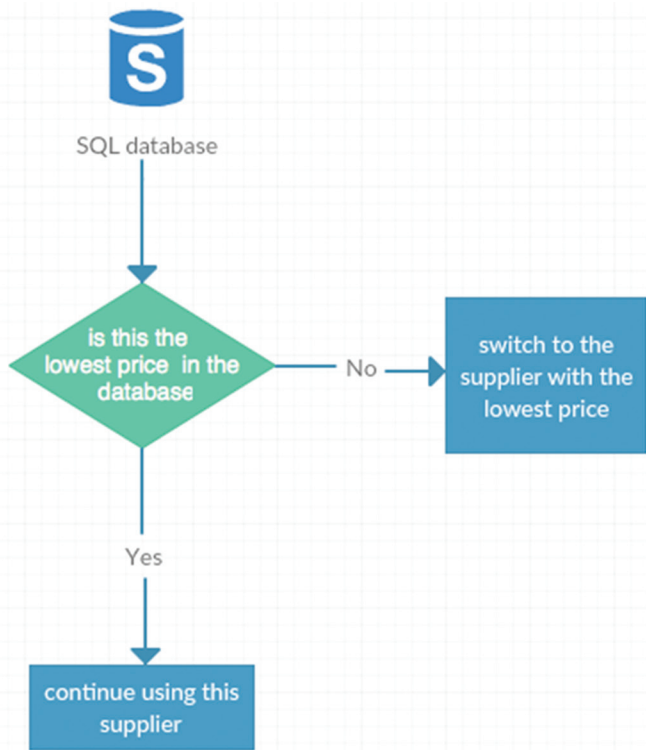 S
SQL database
is this the
lowest price in the
database
No
switch to the
supplier with the
lowest price
Yes
continue using this
supplier